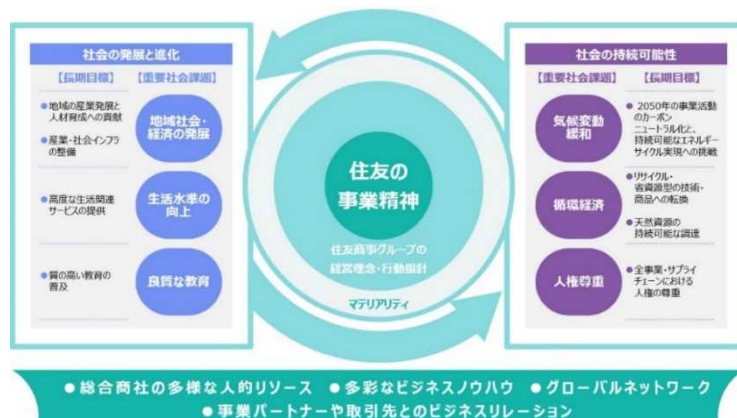 社会の発展と進化
【長期目標】
【重要社会課題】
●地域の産業発展と
人材育成への貢献
●産業・社会インフラ
の整備
地域社会・
経済の発展
●高度な生活関連
サービスの提供
生活水準の
向上
●質の高い教育の
普及
良質な教育
住友の
事業精神
住友商事グループの
経営理念・行動指針
マテリアリティ
社会の持続可能性
【重要社会課題】
【長期目標】
気候変動
緩和
● 2050年の事業活動
のカーボン
ニュートラル化と、
持続可能なエネルギー
サイクル実現への挑戦
循環経済
●リサイクル・
省資源型の技術・
商品への転換
●天然資源の
持続可能な調達
人権尊重
●全事業・サプライ
チェーンにおける
人権の尊重
●総合商社の多様な人的リソース ●多彩なビジネスノウハウ ●グローバルネットワーク
●事業パートナーや取引先とのビジネスリレーション